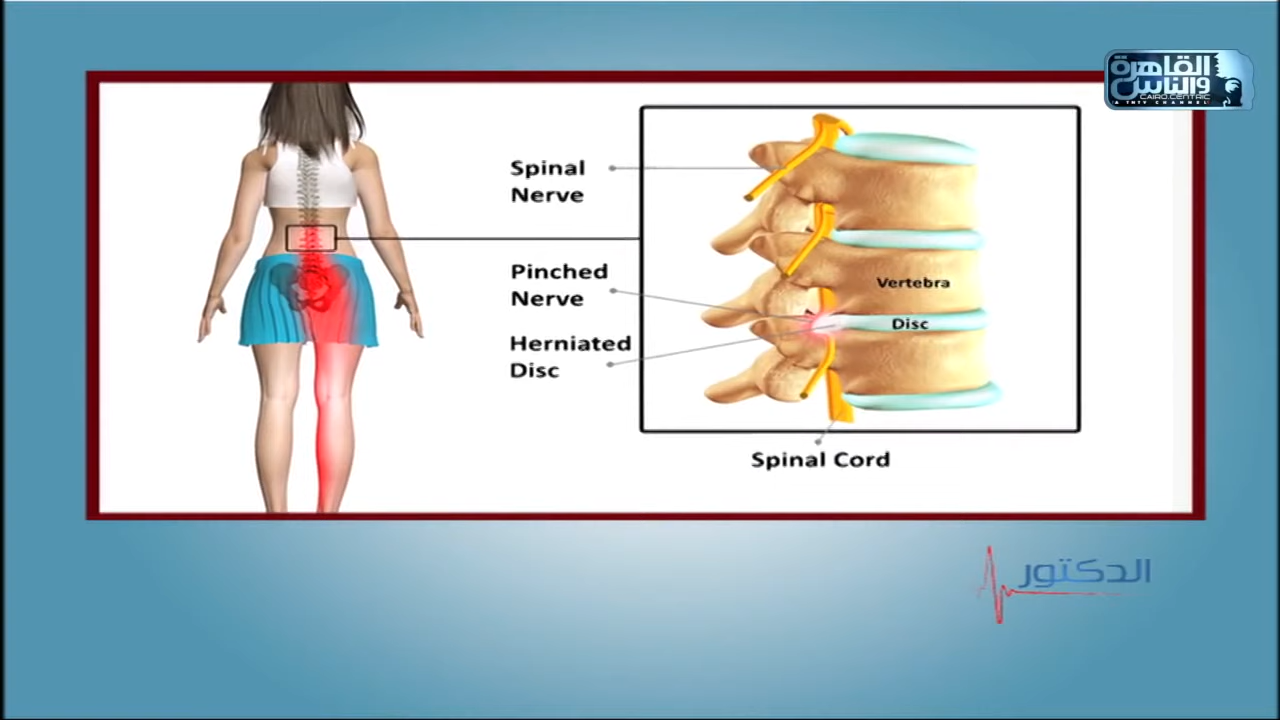 القاهرة
والناس
CAIRO.CENTRIC
A TNTV CHANNEL
Spinal
Nerve
Pinched
Nerve
Herniated
Disc
Vertebra
Disc
Spinal Cord
الدكتور